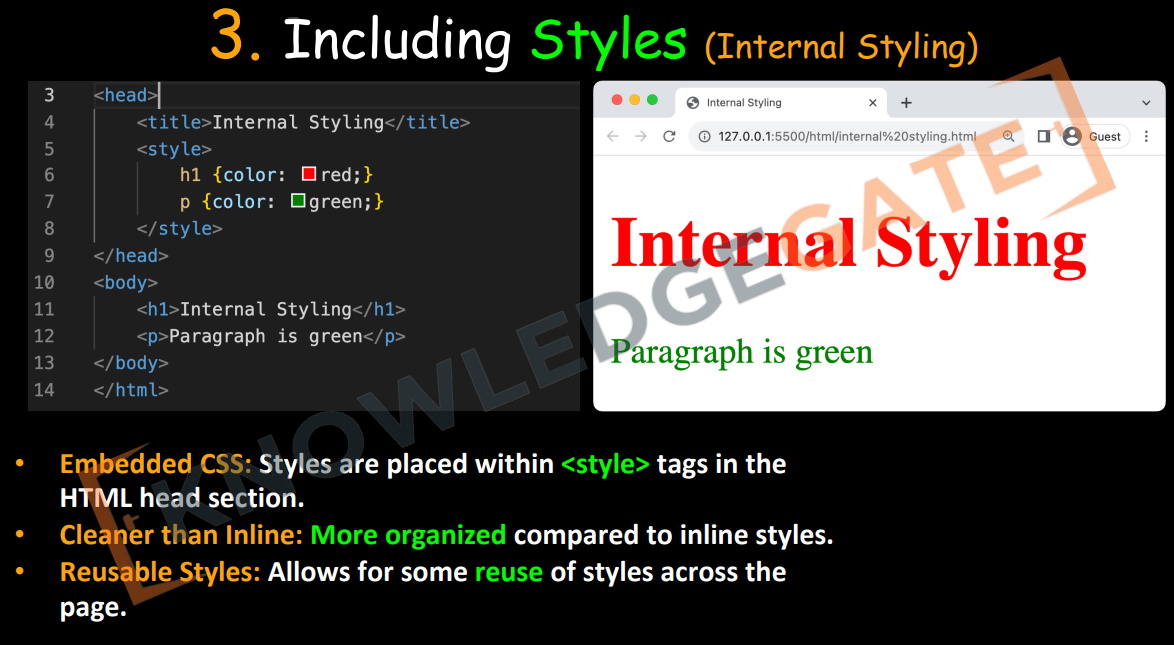 3. Including Styles (Internal Styling)
3 <head>
4 <title>Internal Styling</title>
5 <style>
6 h1 {color: red;}
7 p {color: green;}
8 </style>
9 </head>
10 <body>
11 <h1>Internal Styling</h1>
12 <p>Paragraph is green</p>
13 </body>
14 </html>
Internal Styling
127.0.0.1:5500/html/internal%20styling.html
Guest
Internal Styling
Paragraph is green
KNOWLEDGEGATE
• Embedded CSS: Styles are placed within <style> tags in the
HTML head section.
• Cleaner than Inline: More organized compared to inline styles.
• Reusable Styles: Allows for some reuse of styles across the
page.